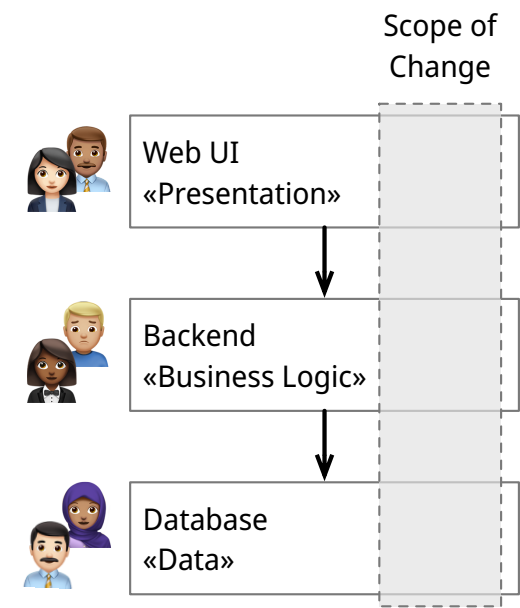 Scope of
Change
Web UI
«Presentation»
Backend
«Business Logic»
Database
«Data»